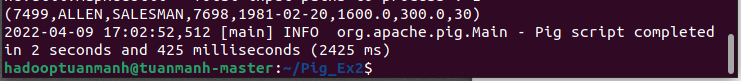 (7499,ALLEN,SALESMAN,7698,1981-02-20,1600.0,300.0,30)
2022-04-09 17:02:52,512 [main] INFO  org.apache.pig.Main - Pig script completed
in 2 seconds and 425 milliseconds (2425 ms)
hadooptuanmanh@tuanmanh-master:~/Pig_Ex2$